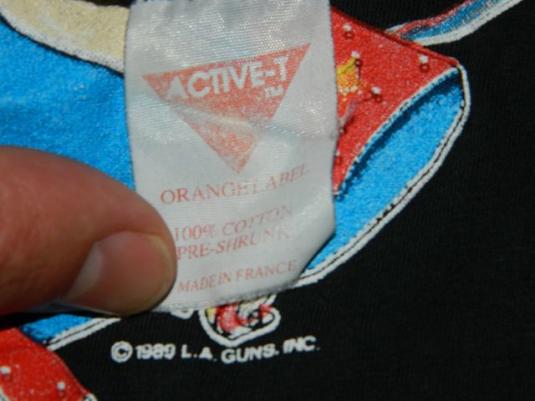 ACTIVE-T
TM
ORANGE LABEL
100% COTTON
PRE-SHRUNK
MADE IN FRANCE
© 1989 L.A. GUNS, INC.